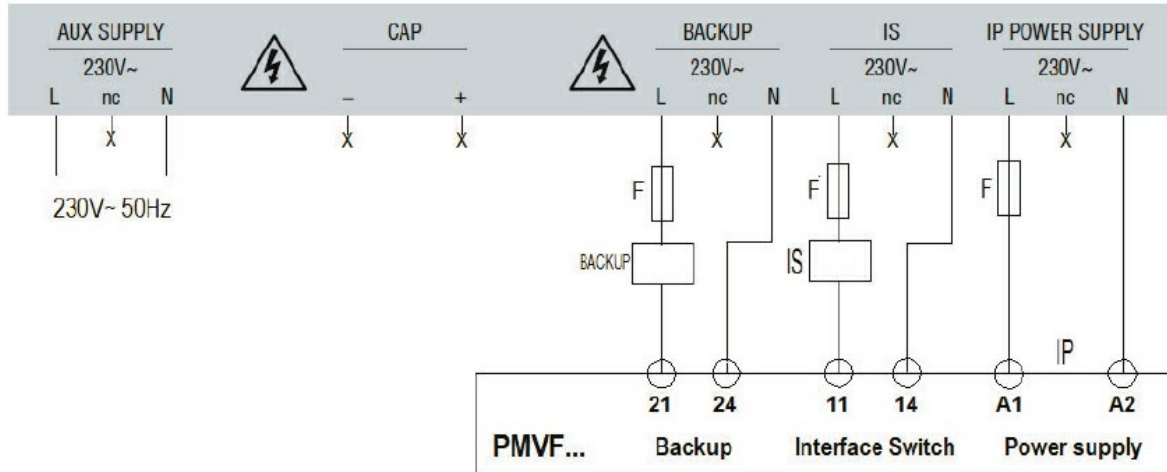 AUX SUPPLY CAP BACKUP IS IP POWER SUPPLY
230V~ 230V~ 230V~ 230V~
L nc N – + L nc N L nc N L nc N
X X X X X X
230V~ 50Hz
F F F
BACKUP IS
IP
21 24 11 14 A1 A2
PMVF... Backup Interface Switch Power supply